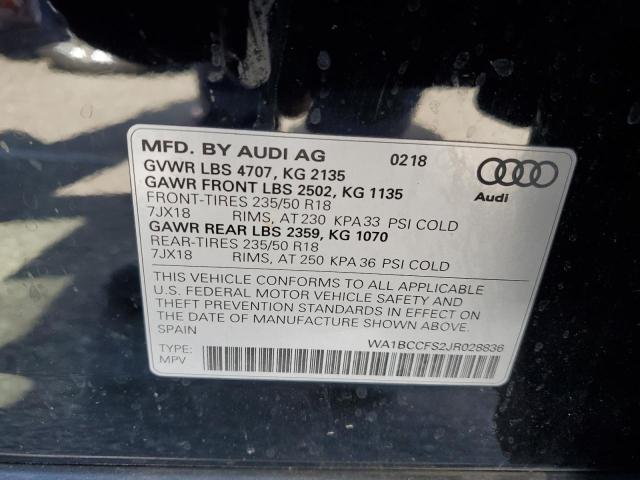 MFD. BY AUDI AG 0218
GVWR LBS 4707, KG 2135
GAWR FRONT LBS 2502, KG 1135
FRONT-TIRES 235/50 R18
7JX18 RIMS, AT 230 KPA 33 PSI COLD
GAWR REAR LBS 2359, KG 1070
REAR-TIRES 235/50 R18
7JX18 RIMS, AT 250 KPA 36 PSI COLD
Audi
THIS VEHICLE CONFORMS TO ALL APPLICABLE
U.S. FEDERAL MOTOR VEHICLE SAFETY AND
THEFT PREVENTION STANDARDS IN EFFECT ON
THE DATE OF MANUFACTURE SHOWN ABOVE.
SPAIN
WA1BCCFS2JR028836
TYPE:
MPV